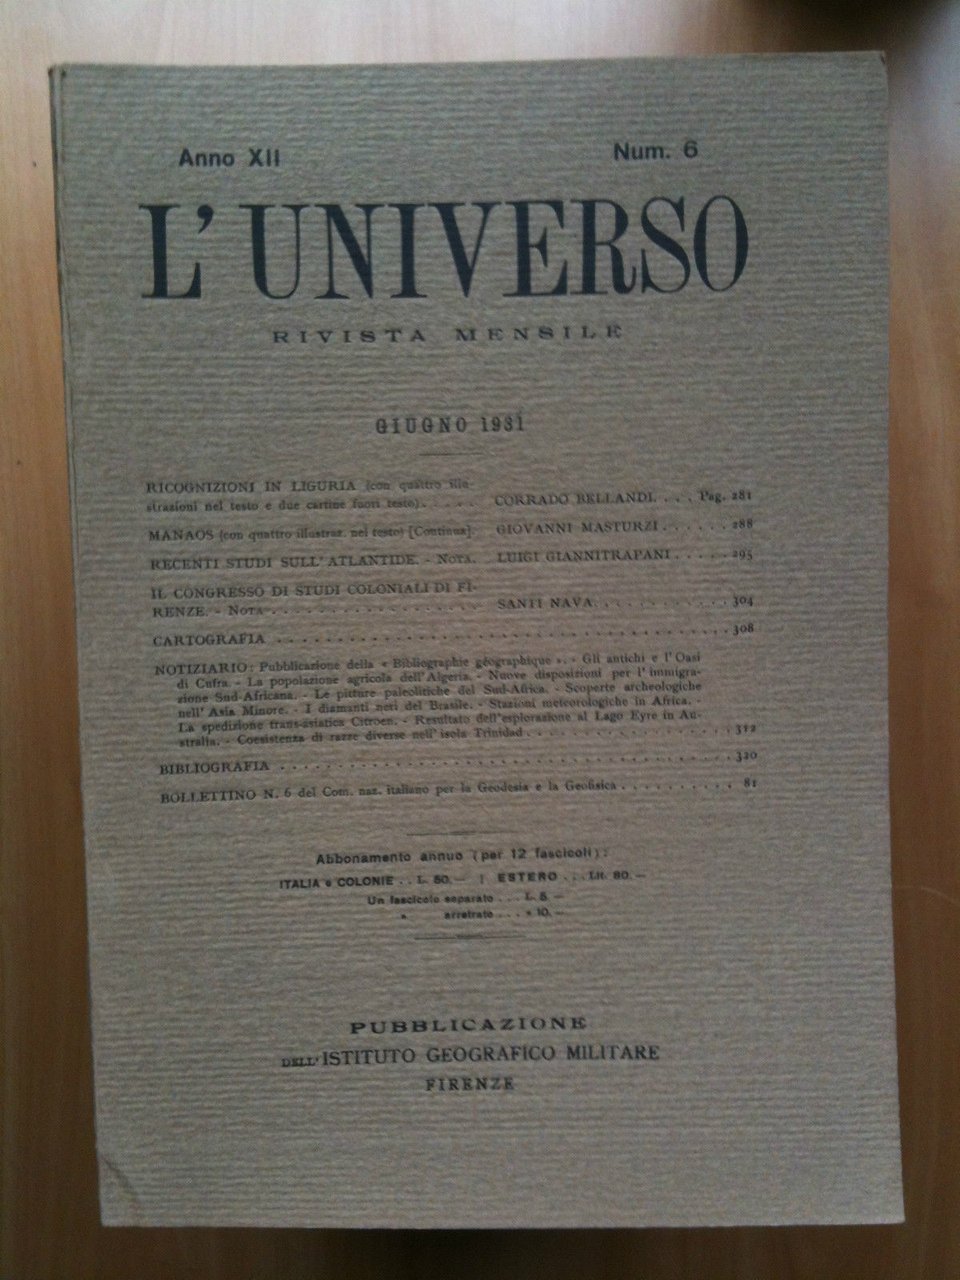 Anno XII Num. 6
L'UNIVERSO
RIVISTA MENSILE
GIUGNO 1931
RICOGNIZIONI IN LIGURIA (con quattro illu-
strazioni nel testo e due cartine fuori testo). . . . . CORRADO BELLANDI. . . . Pag. 281
MANAOS (con quattro illustraz. nel testo) [Continua] GIOVANNI MASTURZI . . . . . . 288
RECENTI STUDI SULL'ATLANTIDE. - Nota. LUIGI GIANNITRAPANI . . . . . 295
IL CONGRESSO DI STUDI COLONIALI DI FI-
RENZE. - Nota . . . . . . . . . . . . . . . . . SANTI NAVA. . . . . . . . . . . . 304
CARTOGRAFIA . . . . . . . . . . . . . . . . . . . . . . . . . . . . . . . . . 308
NOTIZIARIO: Pubblicazione della « Bibliographie géographique ». - Gli antichi e l'Oasi
di Cufra. - La popolazione agricola dell'Algeria. - Nuove disposizioni per l'immigra-
zione Sud-Africana. - Le pitture paleolitiche del Sud-Africa. - Scoperte archeologiche
nell'Asia Minore. - I diamanti neri del Brasile. - Stazioni meteorologiche in Africa. -
La spedizione trans-asiatica Citroen. - Resultato dell'esplorazione al Lago Eyre in Au-
stralia. - Coesistenza di razze diverse nell'isola Trinidad . . . . . . . . . . . . . . . 312
BIBLIOGRAFIA . . . . . . . . . . . . . . . . . . . . . . . . . . . . . . . . 320
BOLLETTINO N. 6 del Com. naz. italiano per la Geodesia e la Geofisica . . . . . . . . . . 81
Abbonamento annuo (per 12 fascicoli):
ITALIA e COLONIE . . L. 50.— | ESTERO . . . Lit. 80.—
Un fascicolo separato . . . L. 5.—
» arretrato . . . » 10.—
PUBBLICAZIONE
DELL'ISTITUTO GEOGRAFICO MILITARE
FIRENZE